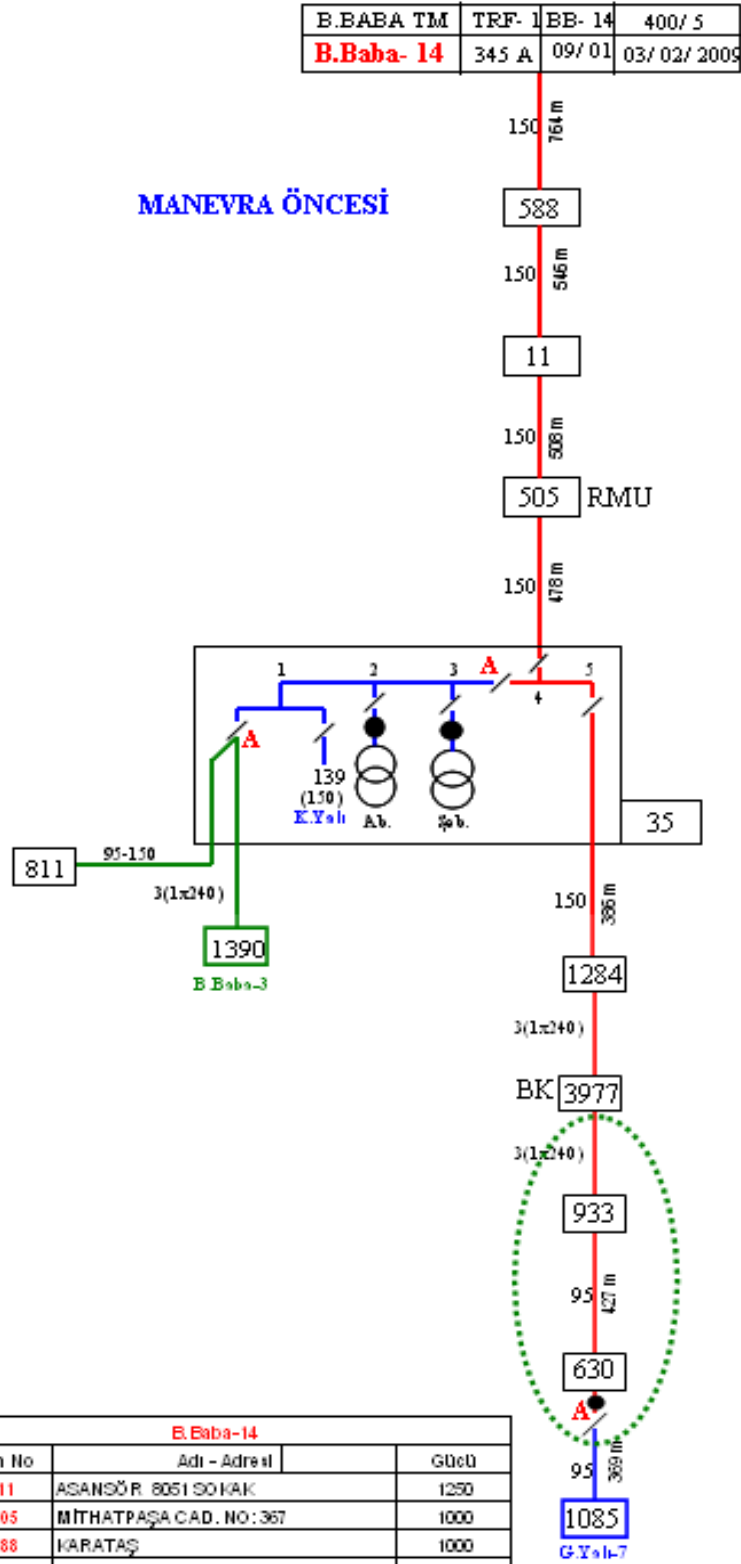 B.BABA TM TRF- 1 BB- 14 400/ 5
B.Baba- 14 345 A 09/ 01 03/ 02/ 2009
150 764 m
MANEVRA ÖNCESİ
588
150 546 m
11
150 508 m
505 RMU
150 478 m
1 2 3 A 4 5
A
139
(150)
K.Yalı Ab. Şeb.
35
811 95-150
3(1x240)
150 386 m
1390
B.Baba-3
1284
3(1x240)
BK 3977
3(1x240)
933
95 427 m
630
A
95 369 m
1085
G.Yalı-7
B.Baba-14
No Adı - Adresi Gücü
11 ASANSÖR 8051 SOKAK 1250
05 MİTHATPAŞA CAD. NO: 367 1000
88 KARATAŞ 1000